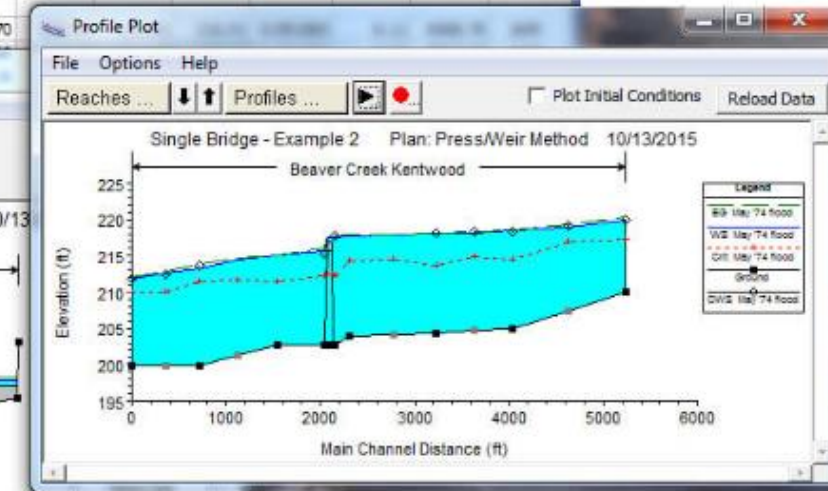 70
Profile Plot
File Options Help
Reaches ... Profiles ... Plot Initial Conditions Reload Data
Single Bridge - Example 2 Plan: Press/Weir Method 10/13/2015
Beaver Creek Kentwood
0/13
Legend
EG May '74 flood
WS May '74 flood
Crit May '74 flood
Ground
OWS May '74 flood
Elevation (ft)
225
220
215
210
205
200
195
0 1000 2000 3000 4000 5000 6000
Main Channel Distance (ft)